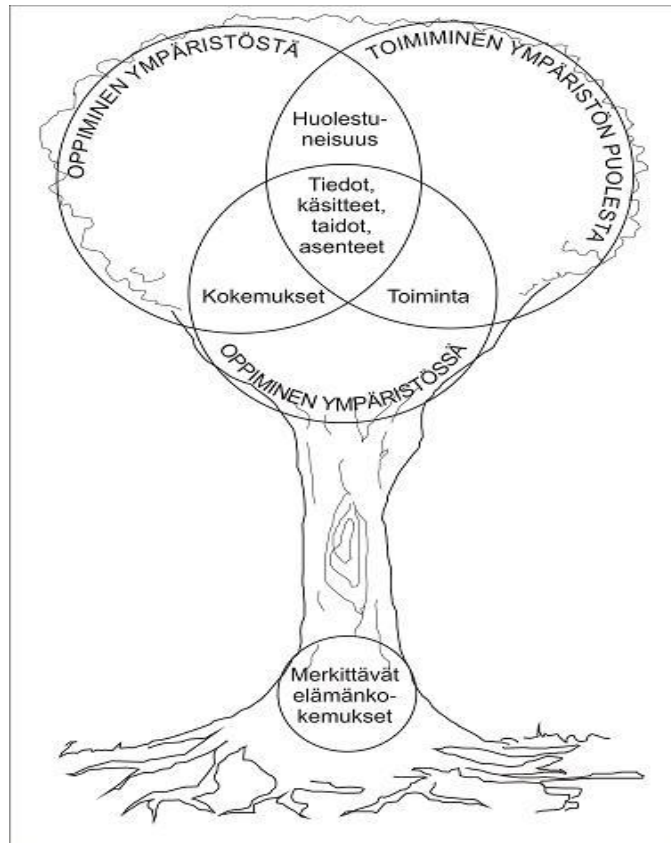 OPPIMINEN YMPÄRISTÖSTÄ
TOIMIMINEN YMPÄRISTÖN PUOLESTA
Huolestu-
neisuus
Tiedot,
käsitteet,
taidot,
asenteet
Kokemukset
Toiminta
OPPIMINEN YMPÄRISTÖSSÄ
Merkittävät
elämänko-
kemukset